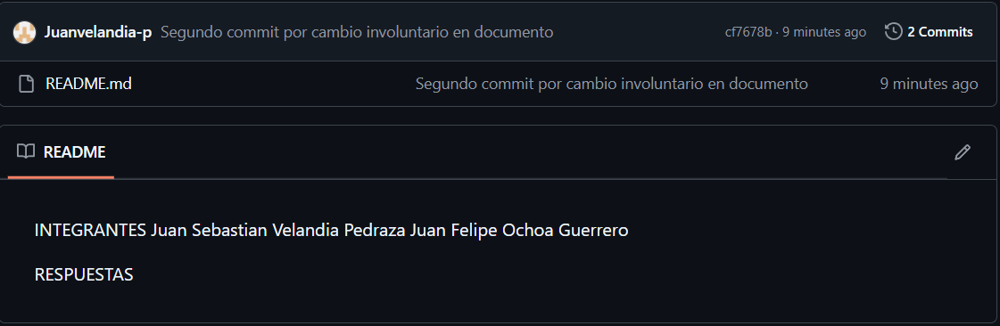 Juanvelandia-p Segundo commit por cambio involuntario en documento cf7678b · 9 minutes ago 2 Commits
README.md Segundo commit por cambio involuntario en documento 9 minutes ago
README
INTEGRANTES Juan Sebastian Velandia Pedraza Juan Felipe Ochoa Guerrero
RESPUESTAS